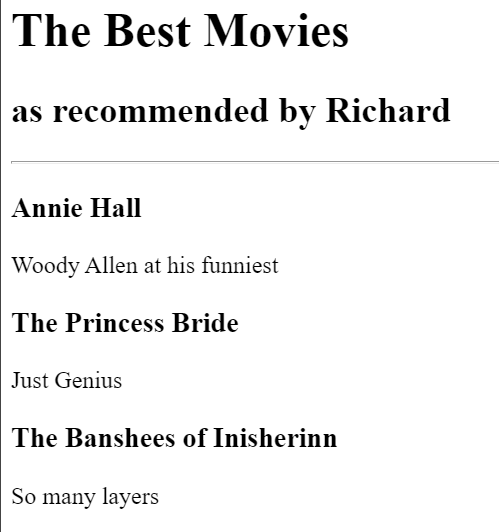 The Best Movies
as recommended by Richard
Annie Hall
Woody Allen at his funniest
The Princess Bride
Just Genius
The Banshees of Inisherinn
So many layers